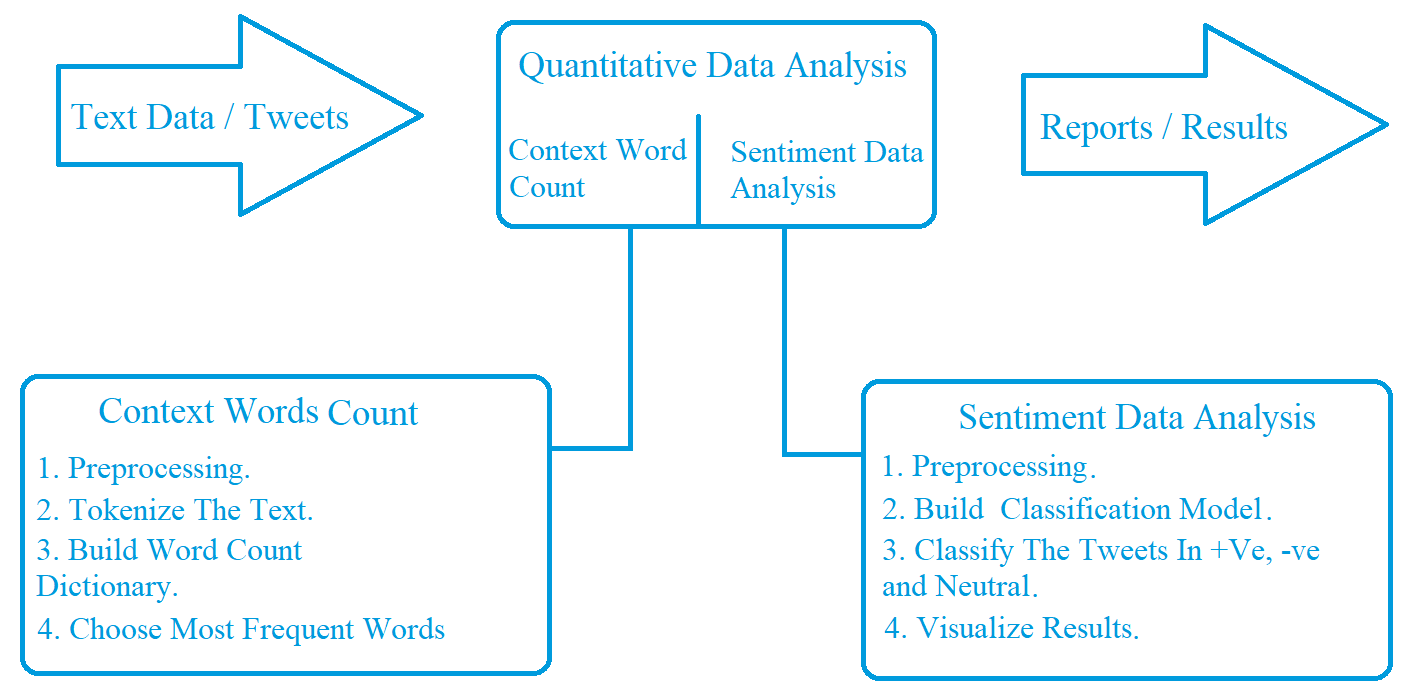 Text Data / Tweets
Quantitative Data Analysis
Context Word
Count
Sentiment Data
Analysis
Reports / Results
Context Words Count
1. Preprocessing.
2. Tokenize The Text.
3. Build Word Count
Dictionary.
4. Choose Most Frequent Words
Sentiment Data Analysis
1. Preprocessing.
2. Build Classification Model.
3. Classify The Tweets In +Ve, -ve
and Neutral.
4. Visualize Results.